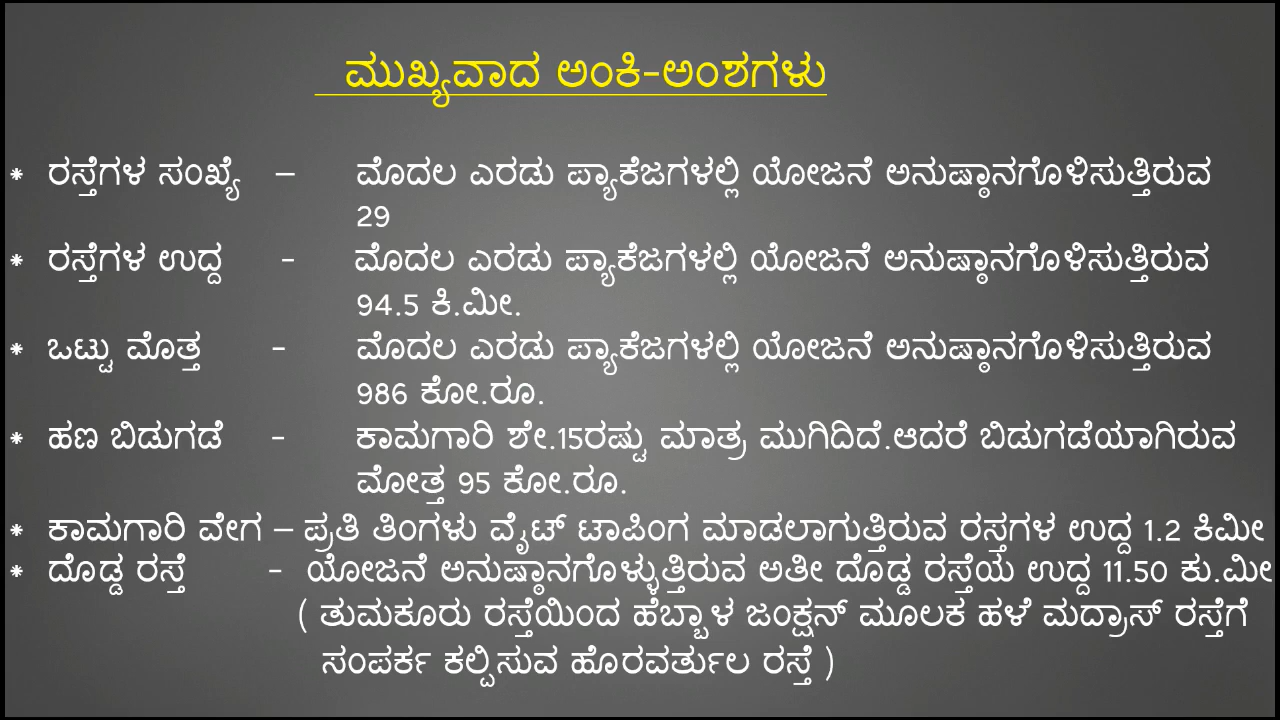 ಮುಖ್ಯವಾದ ಅಂಕಿ-ಅಂಶಗಳು
* ರಸ್ತೆಗಳ ಸಂಖ್ಯೆ – ಮೊದಲ ಎರಡು ಪ್ಯಾಕೆಜಗಳಲ್ಲಿ ಯೋಜನೆ ಅನುಷ್ಠಾನಗೊಳಿಸುತ್ತಿರುವ
29
* ರಸ್ತೆಗಳ ಉದ್ದ - ಮೊದಲ ಎರಡು ಪ್ಯಾಕೆಜಗಳಲ್ಲಿ ಯೋಜನೆ ಅನುಷ್ಠಾನಗೊಳಿಸುತ್ತಿರುವ
94.5 ಕಿ.ಮೀ.
* ಒಟ್ಟು ಮೊತ್ತ - ಮೊದಲ ಎರಡು ಪ್ಯಾಕೆಜಗಳಲ್ಲಿ ಯೋಜನೆ ಅನುಷ್ಠಾನಗೊಳಿಸುತ್ತಿರುವ
986 ಕೋ.ರೂ.
* ಹಣ ಬಿಡುಗಡೆ - ಕಾಮಗಾರಿ ಶೇ.15ರಷ್ಟು ಮಾತ್ರ ಮುಗಿದಿದೆ.ಆದರೆ ಬಿಡುಗಡೆಯಾಗಿರುವ
ಮೋತ್ತ 95 ಕೋ.ರೂ.
* ಕಾಮಗಾರಿ ವೇಗ – ಪ್ರತಿ ತಿಂಗಳು ವೈಟ್ ಟಾಪಿಂಗ ಮಾಡಲಾಗುತ್ತಿರುವ ರಸ್ತಗಳ ಉದ್ದ 1.2 ಕಿಮೀ
* ದೊಡ್ಡ ರಸ್ತೆ - ಯೋಜನೆ ಅನುಷ್ಠಾನಗೊಳ್ಳುತ್ತಿರುವ ಅತೀ ದೊಡ್ಡ ರಸ್ತೆಯ ಉದ್ದ 11.50 ಕು.ಮೀ
( ತುಮಕೂರು ರಸ್ತೆಯಿಂದ ಹೆಬ್ಬಾಳ ಜಂಕ್ಷನ್ ಮೂಲಕ ಹಳೆ ಮದ್ರಾಸ್ ರಸ್ತೆಗೆ
ಸಂಪರ್ಕ ಕಲ್ಪಿಸುವ ಹೊರವರ್ತುಲ ರಸ್ತೆ )